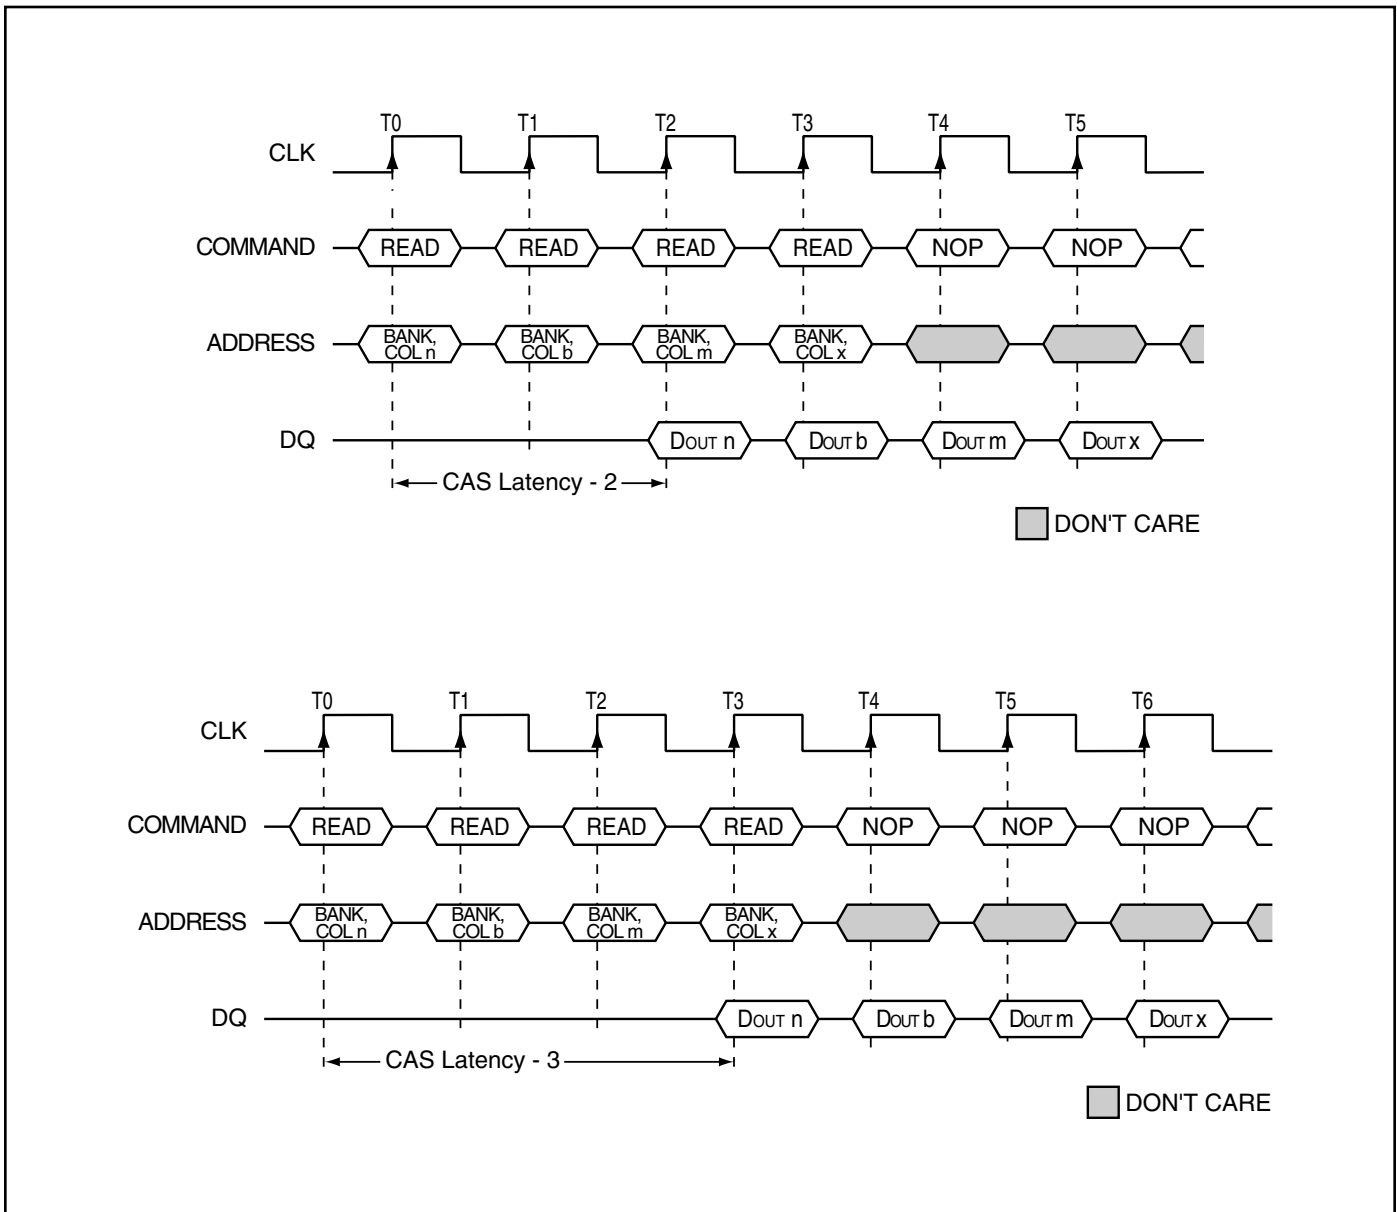 T0 T1 T2 T3 T4 T5
CLK
COMMAND READ READ READ READ NOP NOP
ADDRESS BANK, COL n BANK, COL b BANK, COL m BANK, COL x
DQ DOUT n DOUT b DOUT m DOUT x
CAS Latency - 2
DON'T CARE
T0 T1 T2 T3 T4 T5 T6
CLK
COMMAND READ READ READ READ NOP NOP NOP
ADDRESS BANK, COL n BANK, COL b BANK, COL m BANK, COL x
DQ DOUT n DOUT b DOUT m DOUT x
CAS Latency - 3
DON'T CARE